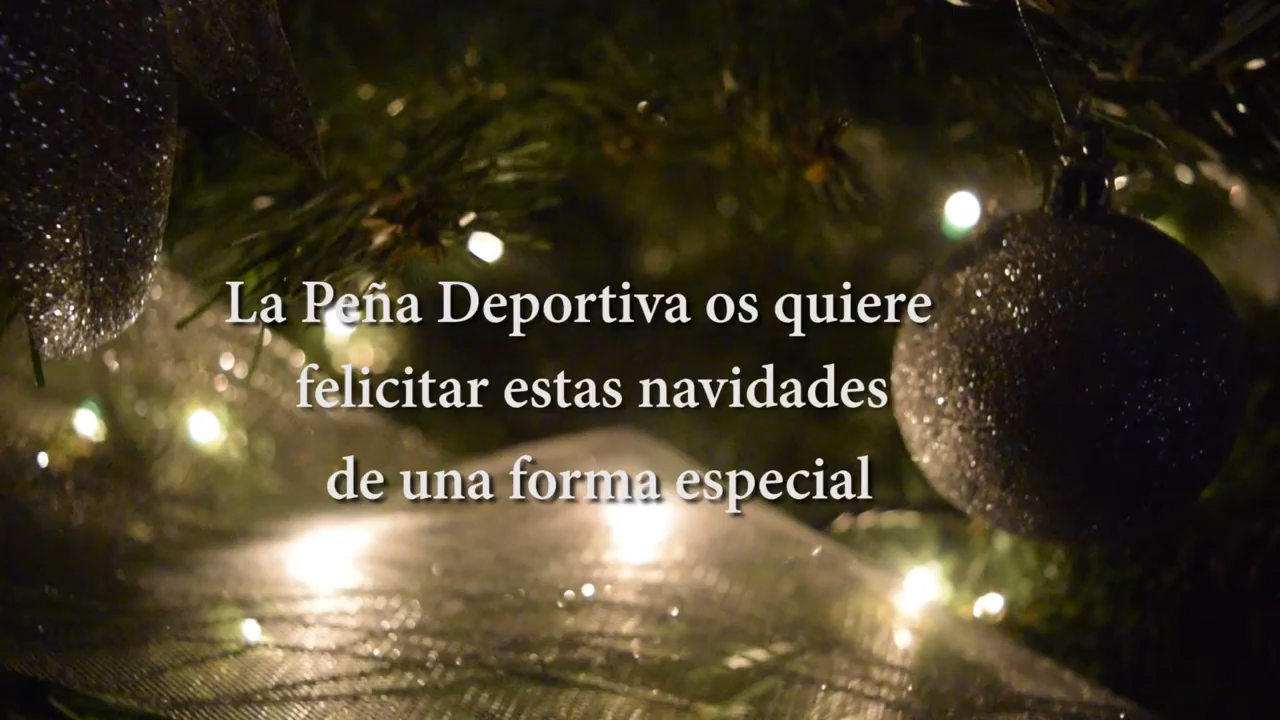 La Peña Deportiva os quiere
felicitar estas navidades
de una forma especial